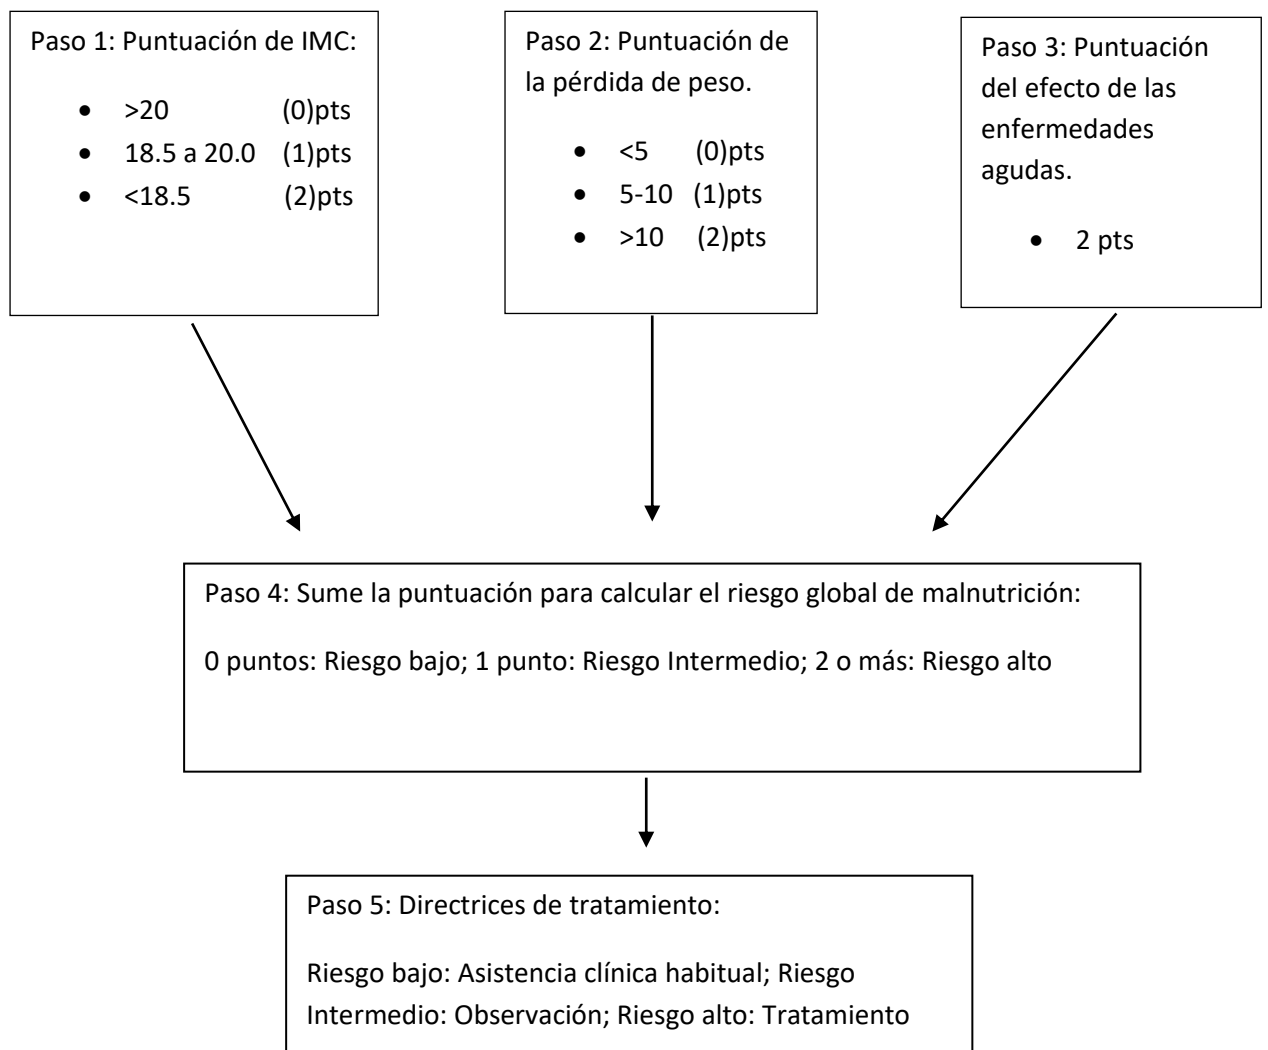 Paso 1: Puntuación de IMC:
• >20 (0)pts
• 18.5 a 20.0 (1)pts
• <18.5 (2)pts
Paso 2: Puntuación de
la pérdida de peso.
• <5 (0)pts
• 5-10 (1)pts
• >10 (2)pts
Paso 3: Puntuación
del efecto de las
enfermedades
agudas.
• 2 pts
Paso 4: Sume la puntuación para calcular el riesgo global de malnutrición:
0 puntos: Riesgo bajo; 1 punto: Riesgo Intermedio; 2 o más: Riesgo alto
Paso 5: Directrices de tratamiento:
Riesgo bajo: Asistencia clínica habitual; Riesgo
Intermedio: Observación; Riesgo alto: Tratamiento